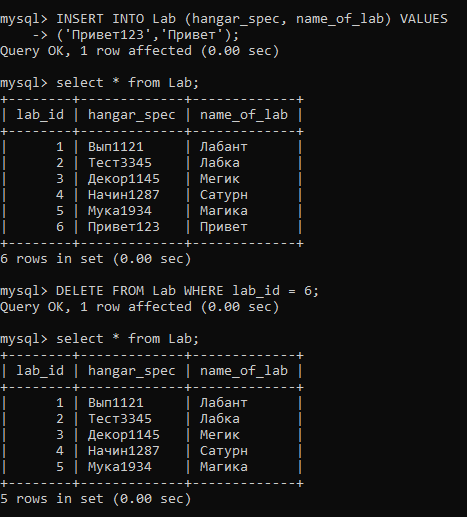 mysql> INSERT INTO Lab (hangar_spec, name_of_lab) VALUES
    -> ('Привет123','Привет');
Query OK, 1 row affected (0.00 sec)
mysql> select * from Lab;
+--------+-------------+-------------+
| lab_id | hangar_spec | name_of_lab |
+--------+-------------+-------------+
|      1 | Вып1121     | Лабант      |
|      2 | Тест3345    | Лабка       |
|      3 | Декор1145   | Мегик       |
|      4 | Начин1287   | Сатурн      |
|      5 | Мука1934    | Магика      |
|      6 | Привет123   | Привет      |
+--------+-------------+-------------+
6 rows in set (0.00 sec)
mysql> DELETE FROM Lab WHERE lab_id = 6;
Query OK, 1 row affected (0.00 sec)
mysql> select * from Lab;
+--------+-------------+-------------+
| lab_id | hangar_spec | name_of_lab |
+--------+-------------+-------------+
|      1 | Вып1121     | Лабант      |
|      2 | Тест3345    | Лабка       |
|      3 | Декор1145   | Мегик       |
|      4 | Начин1287   | Сатурн      |
|      5 | Мука1934    | Магика      |
+--------+-------------+-------------+
5 rows in set (0.00 sec)